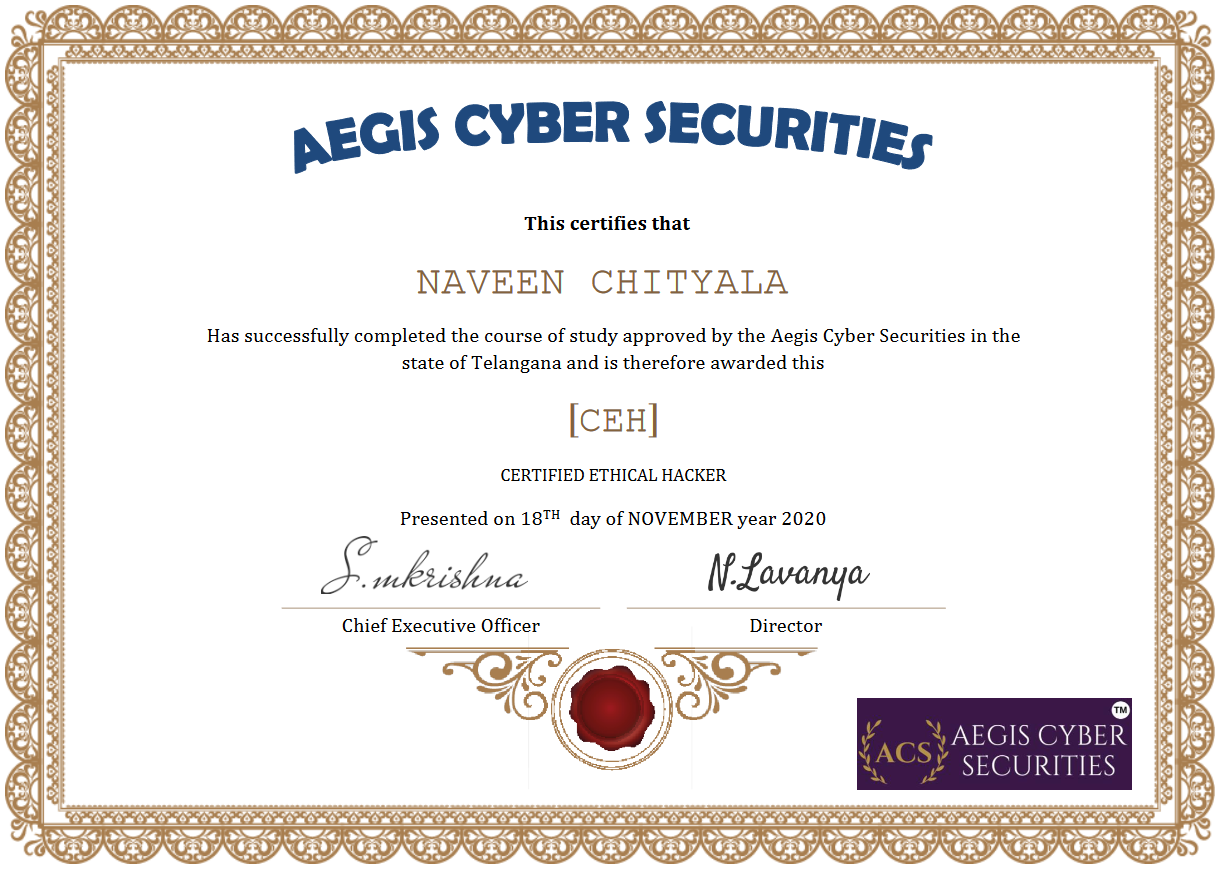 AEGIS CYBER SECURITIES
This certifies that
NAVEEN CHITYALA
Has successfully completed the course of study approved by the Aegis Cyber Securities in the
state of Telangana and is therefore awarded this
[CEH]
CERTIFIED ETHICAL HACKER
Presented on 18TH day of NOVEMBER year 2020
S.mkrishna
N.Lavanya
Chief Executive Officer
Director
TM
ACS
AEGIS CYBER
SECURITIES